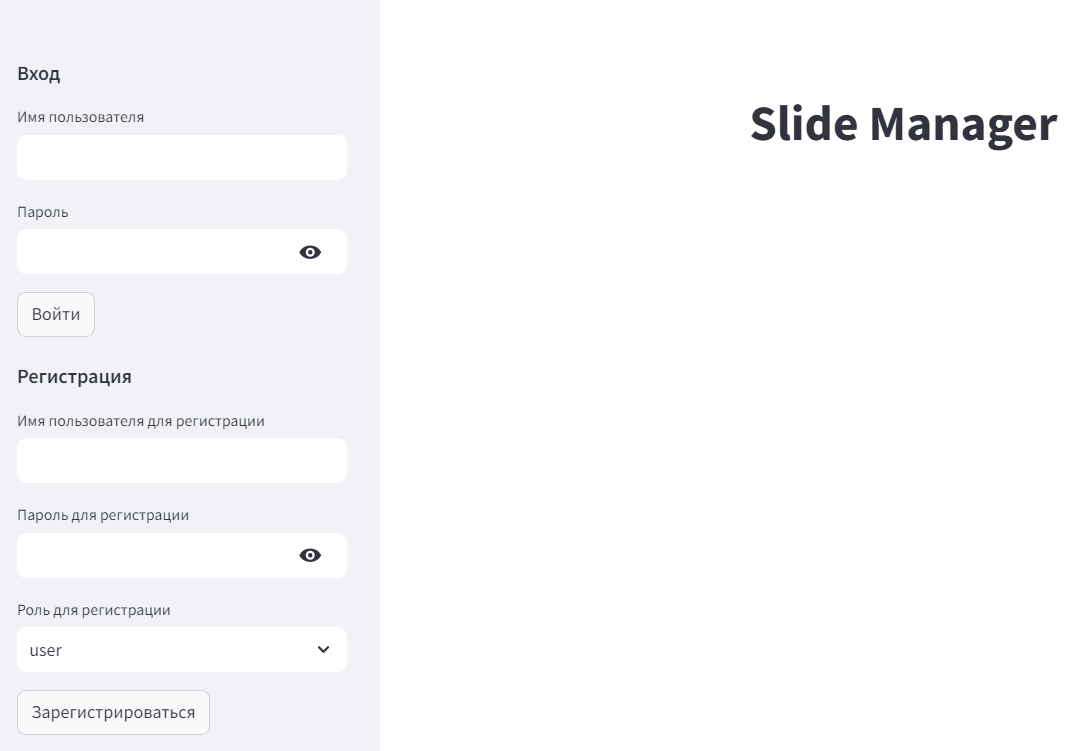 Вход
Имя пользователя
Пароль
Войти
Регистрация
Имя пользователя для регистрации
Пароль для регистрации
Роль для регистрации
user
Зарегистрироваться
Slide Manager